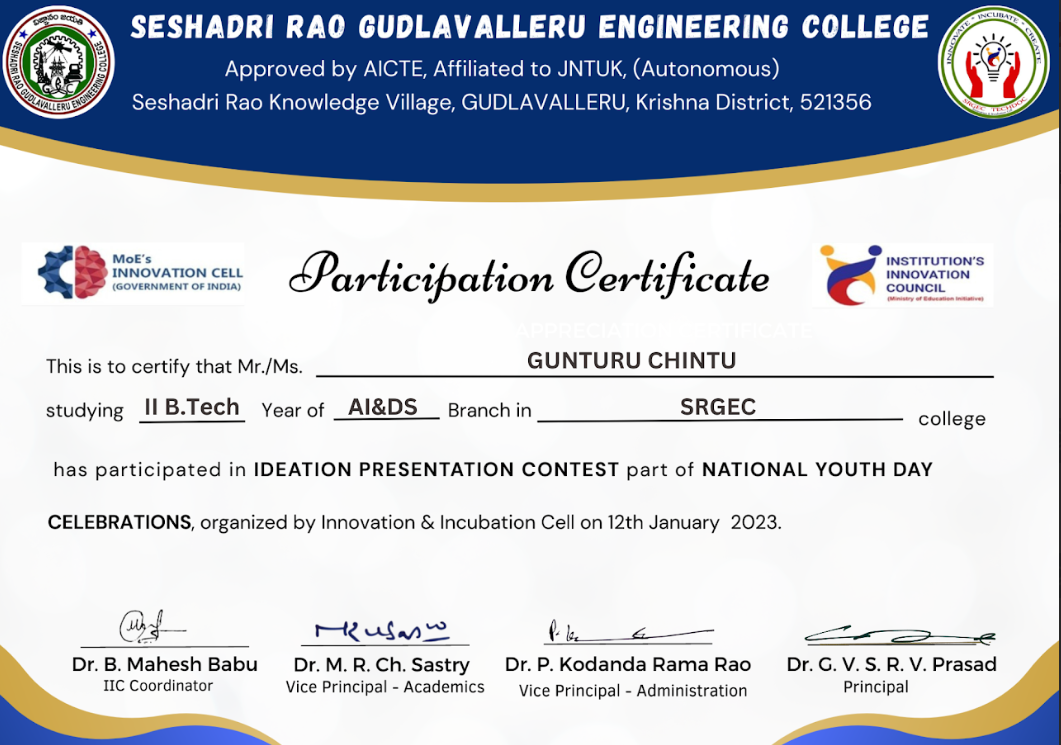 SESHADRI RAO GUDLAVALLERU ENGINEERING COLLEGE
Approved by AICTE, Affiliated to JNTUK, (Autonomous)
Seshadri Rao Knowledge Village, GUDLAVALLERU, Krishna District, 521356
SESHADRI RAO GUDLAVALLERU ENGINEERING COLLEGE
INNOVATE * INCUBATE * CREATE
SRGEC TECHDOC
MoE's
INNOVATION CELL
(GOVERNMENT OF INDIA)
Participation Certificate
INSTITUTION'S
INNOVATION
COUNCIL
(Ministry of Education Initiative)
APPRECIATION CERTIFICATE
This is to certify that Mr./Ms. GUNTURU CHINTU
studying II B.Tech Year of AI&DS Branch in SRGEC college
has participated in IDEATION PRESENTATION CONTEST part of NATIONAL YOUTH DAY
CELEBRATIONS, organized by Innovation & Incubation Cell on 12th January 2023.
Dr. B. Mahesh Babu
IIC Coordinator
Dr. M. R. Ch. Sastry
Vice Principal - Academics
Dr. P. Kodanda Rama Rao
Vice Principal - Administration
Dr. G. V. S. R. V. Prasad
Principal